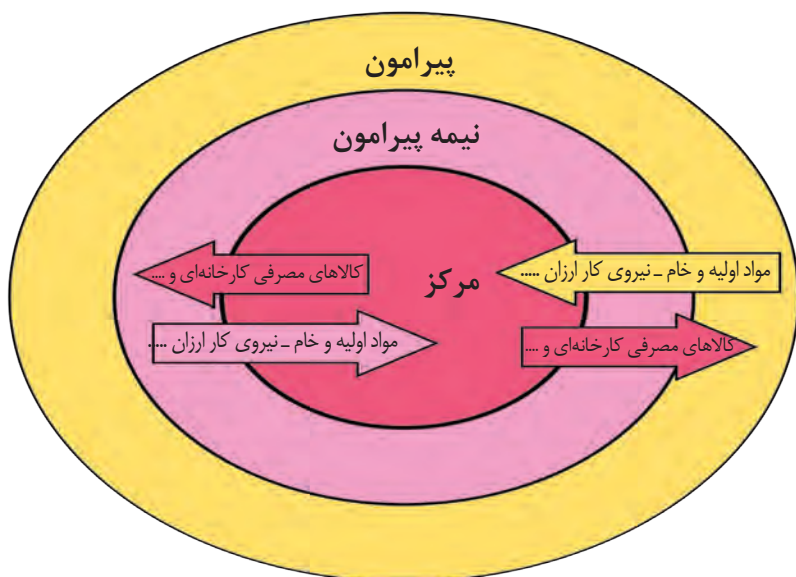 پیرامون
نیمه پیرامون
مواد اولیه و خام ـ نیروی کار ارزان .....
کالاهای مصرفی کارخانه‌ای و ....
مرکز
کالاهای مصرفی کارخانه‌ای و ....
مواد اولیه و خام ـ نیروی کار ارزان .....